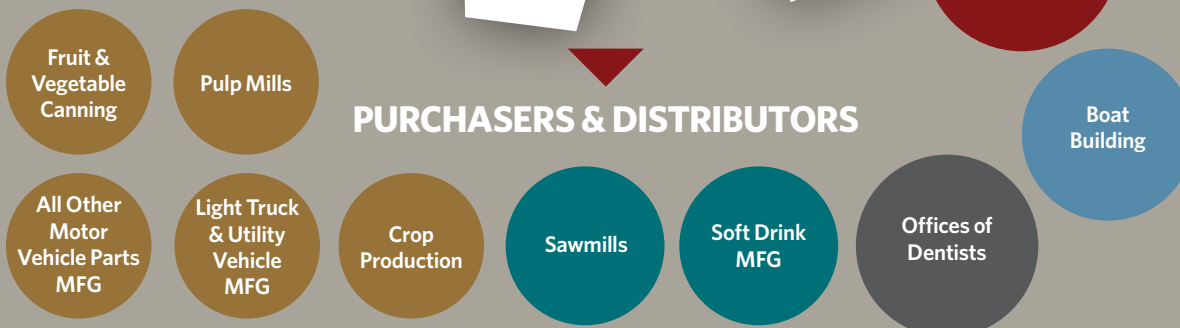 Fruit &
Vegetable
Canning
Pulp Mills
PURCHASERS & DISTRIBUTORS
Boat
Building
All Other
Motor
Vehicle Parts
MFG
Light Truck
& Utility
Vehicle
MFG
Crop
Production
Sawmills
Soft Drink
MFG
Offices of
Dentists